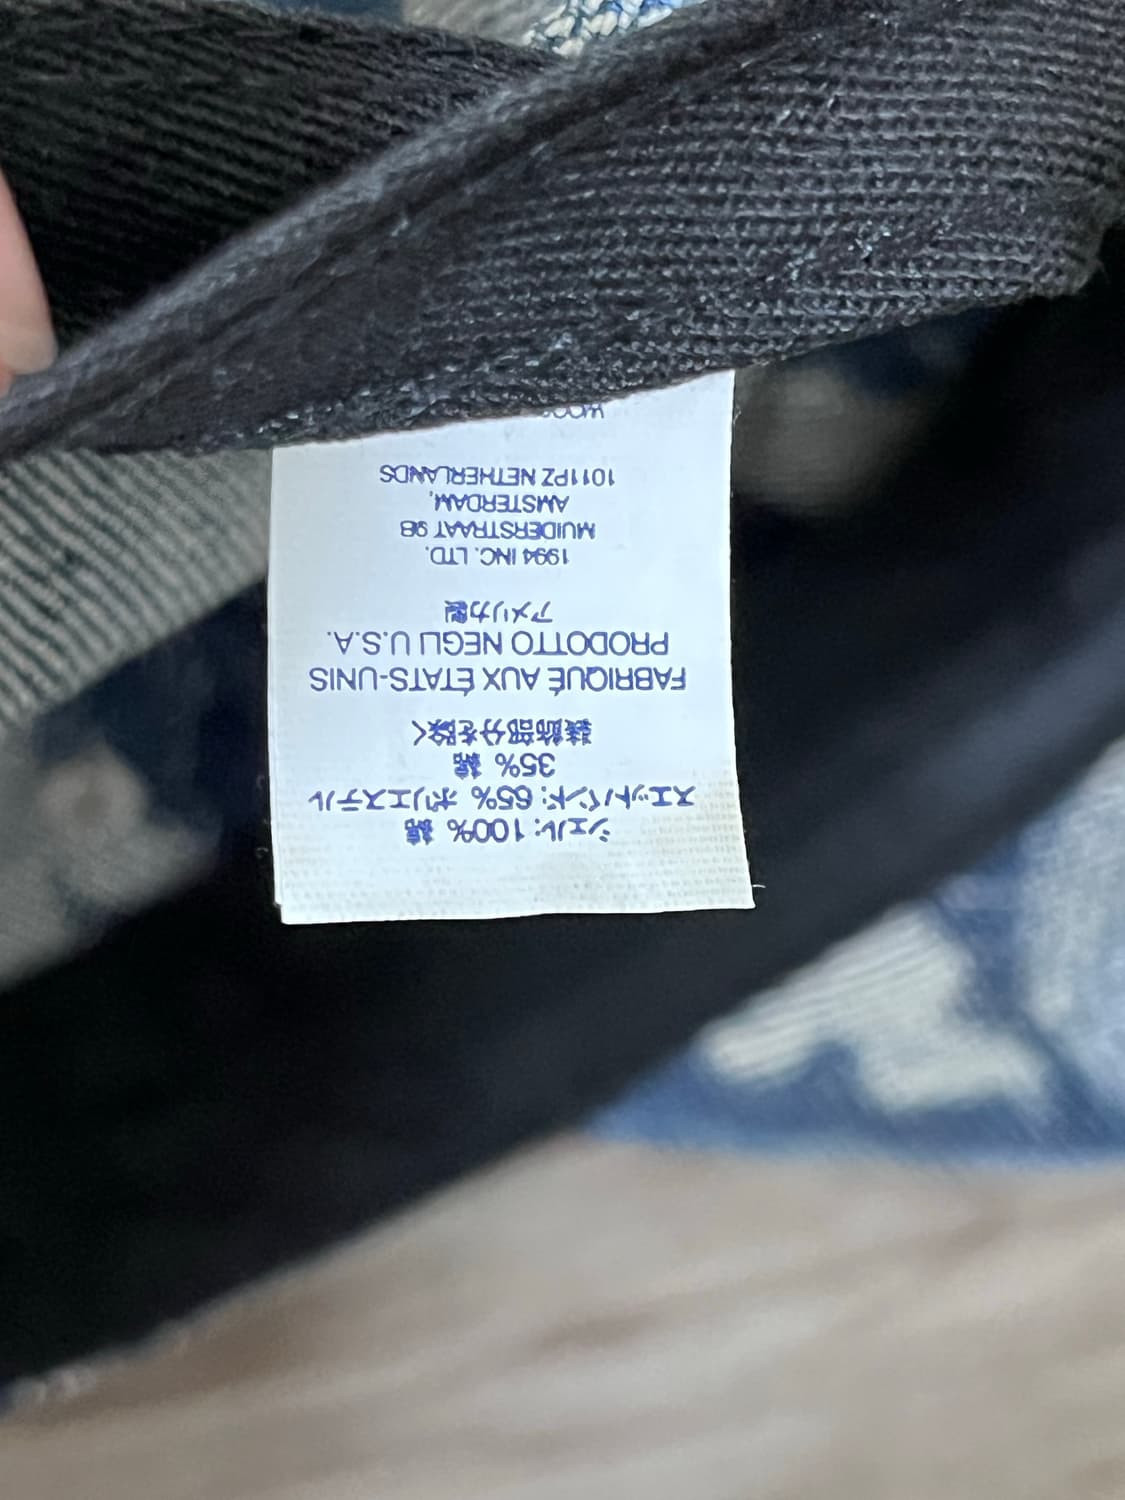 シェル: 100% 綿
スエットバンド: 65% ポリエステル
35% 綿
装飾部分を除く
FABRIQUÉ AUX ÉTATS-UNIS
PRODOTTO NEGLI U.S.A.
アメリカ製
1994 INC. LTD.
MUIDERSTRAAT 9B
AMSTERDAM,
1011PZ NETHERLANDS